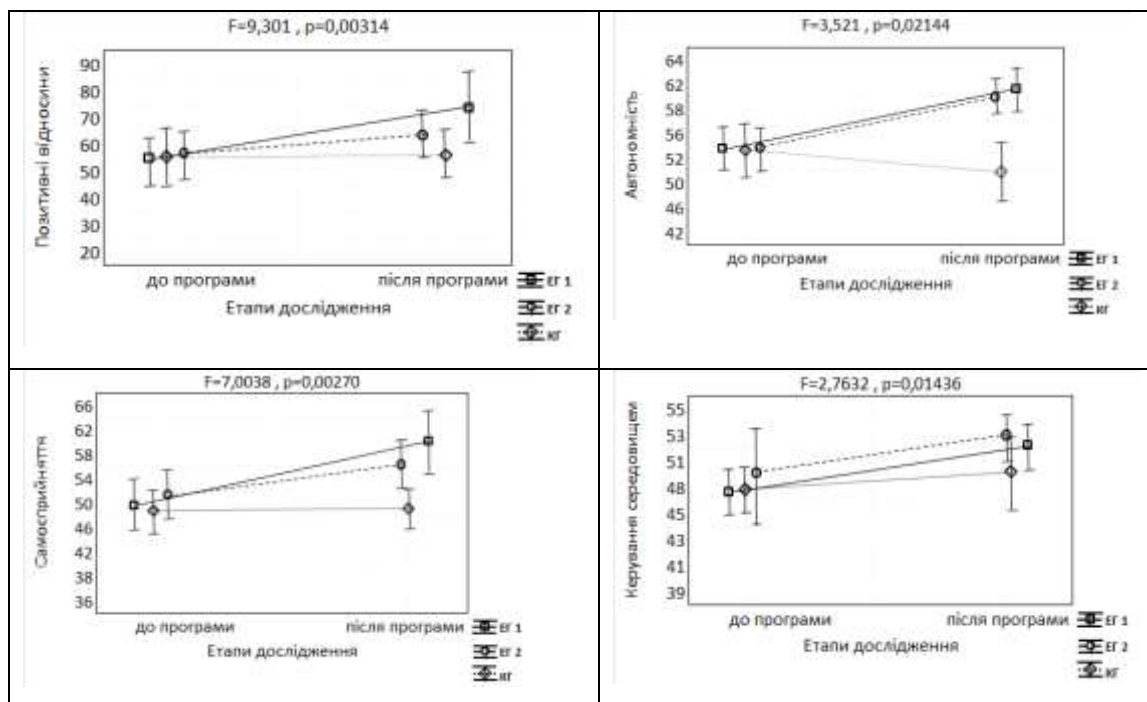 F=9,301 , p=0,00314
Позитивані відносини
90
80
70
60
50
40
30
20
до програми
після програми
Етапи дослідження
ЕГ 1
ЕГ 2
КГ
F=3,521 , p=0,02144
Автономність
64
62
58
56
52
50
46
42
до програми
після програми
Етапи дослідження
ЕГ 1
ЕГ 2
КГ
F=7,0038 , p=0,00270
Самосприйняття
66
62
58
54
50
46
42
38
36
до програми
після програми
Етапи дослідження
ЕГ 1
ЕГ 2
КГ
F=2,7632 , p=0,01436
Керування середовищем
55
53
51
48
45
43
41
39
до програми
після програми
Етапи дослідження
ЕГ 1
ЕГ 2
КГ